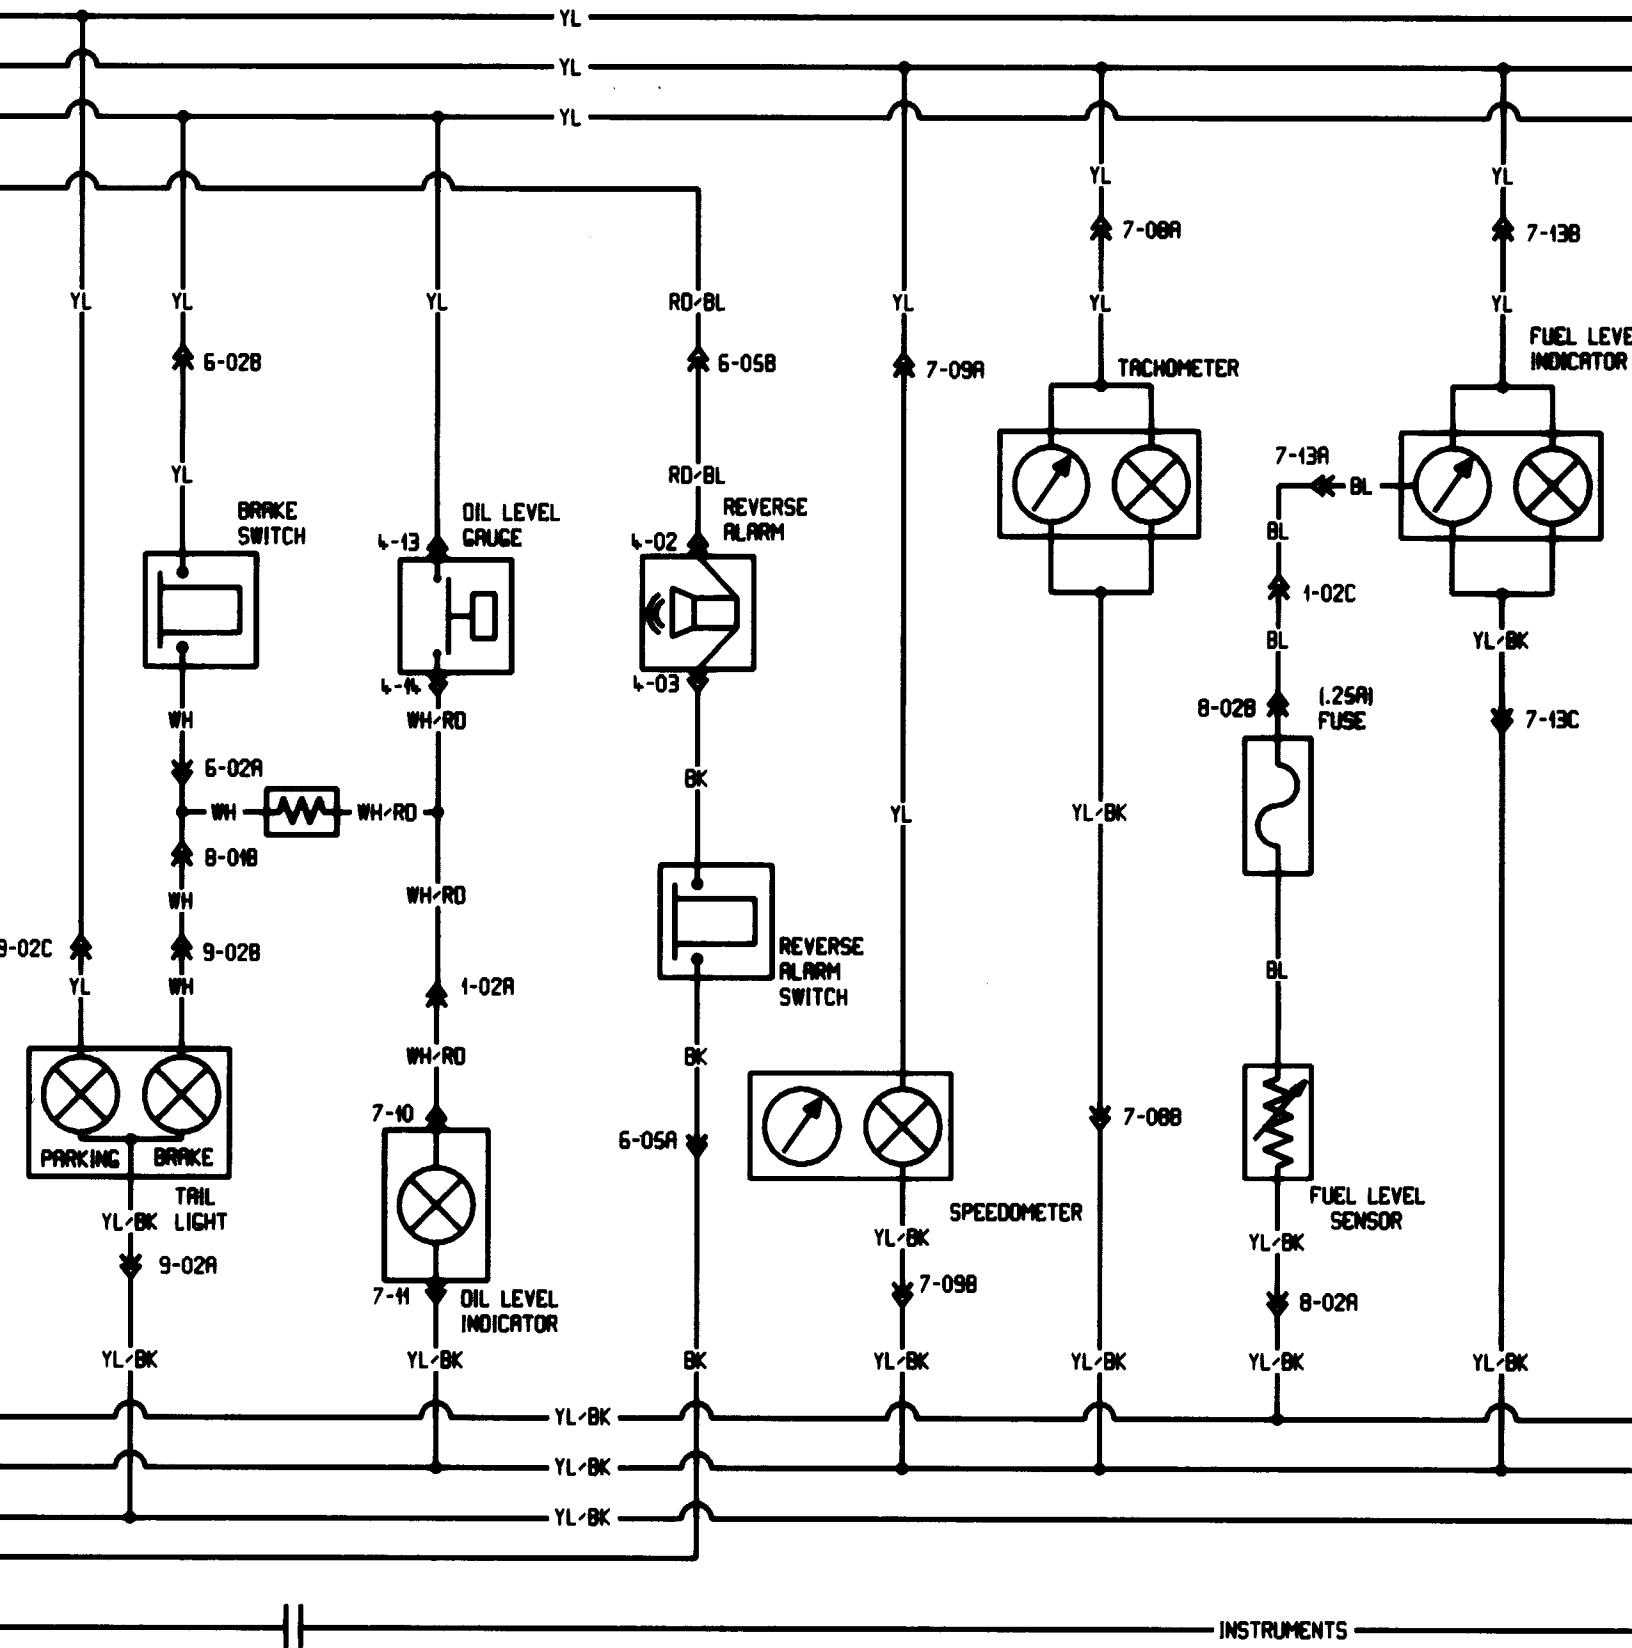 YL
YL
YL
YL
7-08A
YL
7-13B
YL
YL
YL
RD/BL
YL
YL
YL
6-02B
6-05B
7-09A
TACHOMETER
INDICATOR
YL
RD/BL
7-13A
BL
BRAKE
SWITCH
OIL LEVEL
GAUGE
REVERSE
ALARM
4-13
4-02
BL
1-02C
BL
YL/BK
4-14
4-03
8-02B
(.25A)
FUSE
WH
WH/RD
7-13C
6-02A
BK
WH
WH/RD
YL
YL/BK
8-01B
WH
WH/RD
9-02B
REVERSE
ALARM
SWITCH
BL
YL
WH
1-02A
WH/RD
BK
7-10
7-08B
6-05A
PARKING
BRAKE
TAIL
LIGHT
YL/BK
9-02A
SPEEDOMETER
FUEL LEVEL
SENSOR
YL/BK
YL/BK
7-09B
7-11
OIL LEVEL
INDICATOR
8-02A
YL/BK
YL/BK
BK
YL/BK
YL/BK
YL/BK
YL/BK
YL/BK
YL/BK
YL/BK
INSTRUMENTS